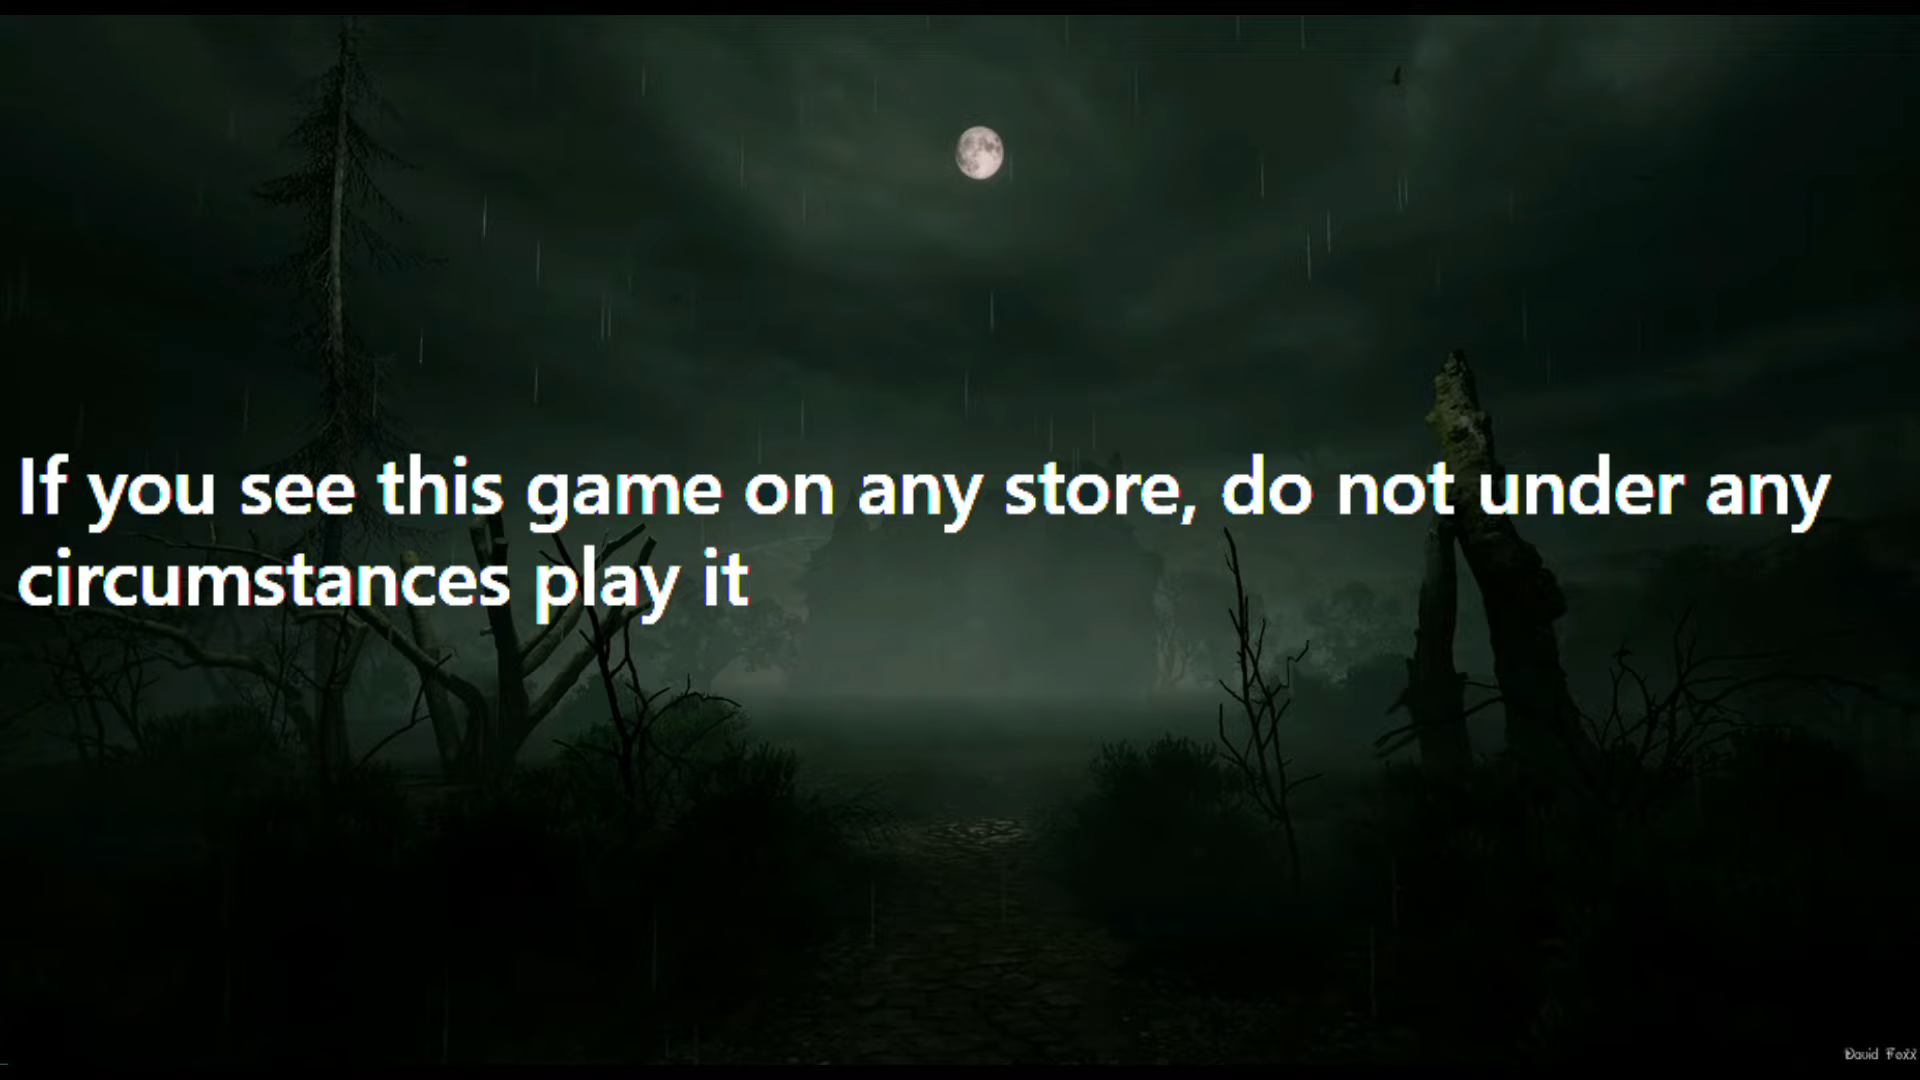 If you see this game on any store, do not under any
circumstances play it
David Foxx